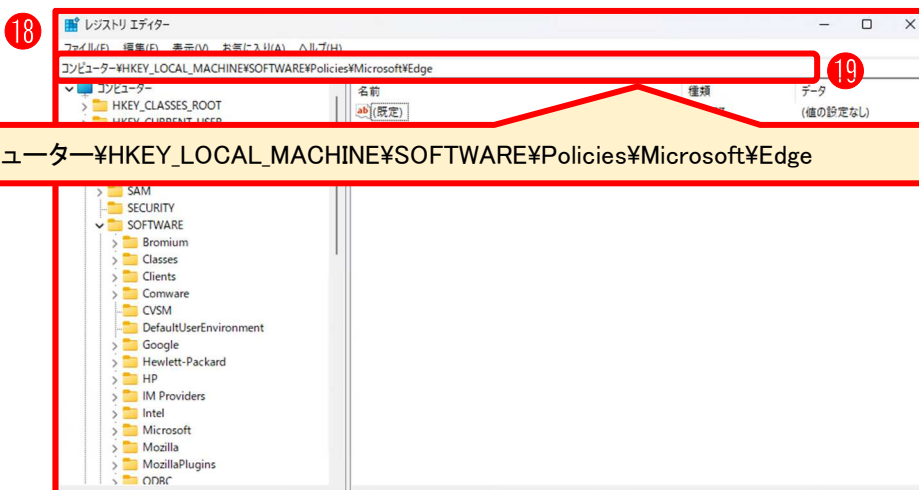 18
レジストリ エディター
ファイル(F) 編集(E) 表示(V) お気に入り(A) ヘルプ(H)
コンピューター¥HKEY_LOCAL_MACHINE¥SOFTWARE¥Policies¥Microsoft¥Edge
19
コンピューター
名前 種類 データ
HKEY_CLASSES_ROOT
ab (既定) (値の設定なし)
HKEY_CURRENT_USER
ューター¥HKEY_LOCAL_MACHINE¥SOFTWARE¥Policies¥Microsoft¥Edge
SAM
SECURITY
SOFTWARE
Bromium
Classes
Clients
Comware
CVSM
DefaultUserEnvironment
Google
Hewlett-Packard
HP
IM Providers
Intel
Microsoft
Mozilla
MozillaPlugins
ODBC